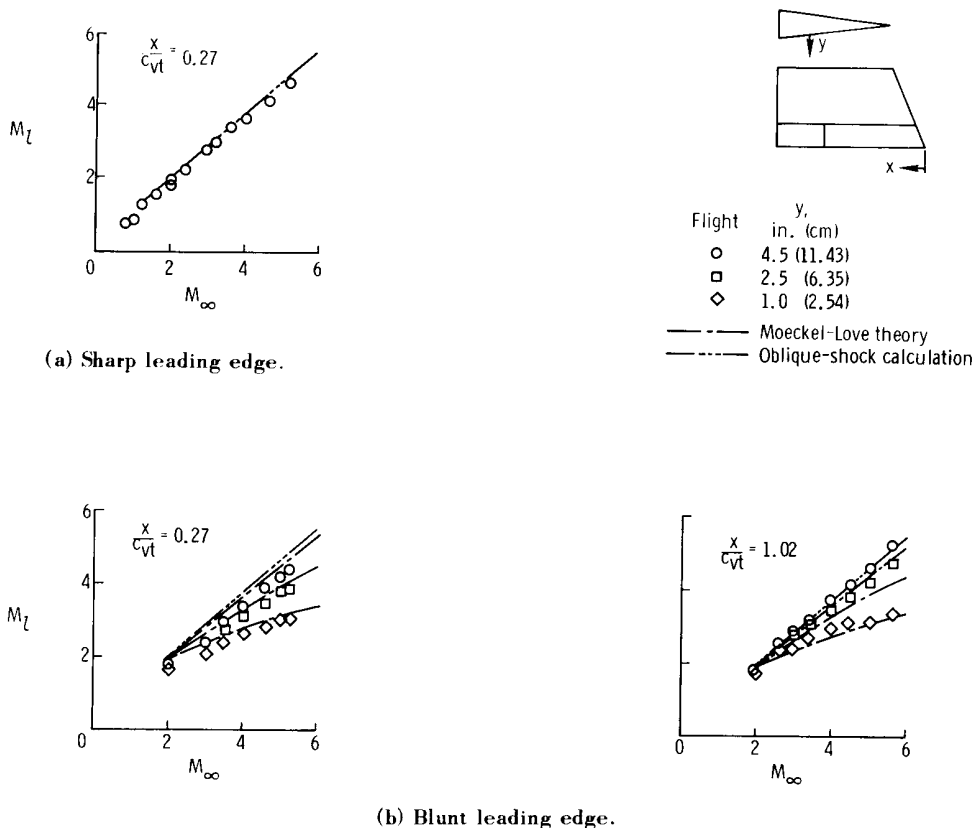 6
x
c_vt = 0.27
4
M_l
2
0 2 4 6
M_∞
(a) Sharp leading edge.
y
x
y,
Flight in. (cm)
○ 4.5 (11.43)
□ 2.5 (6.35)
◇ 1.0 (2.54)
Moeckel-Love theory
Oblique-shock calculation
6
x
c_vt = 0.27
4
M_l
2
0 2 4 6
M_∞
x
c_vt = 1.02
0 2 4 6
M_∞
(b) Blunt leading edge.